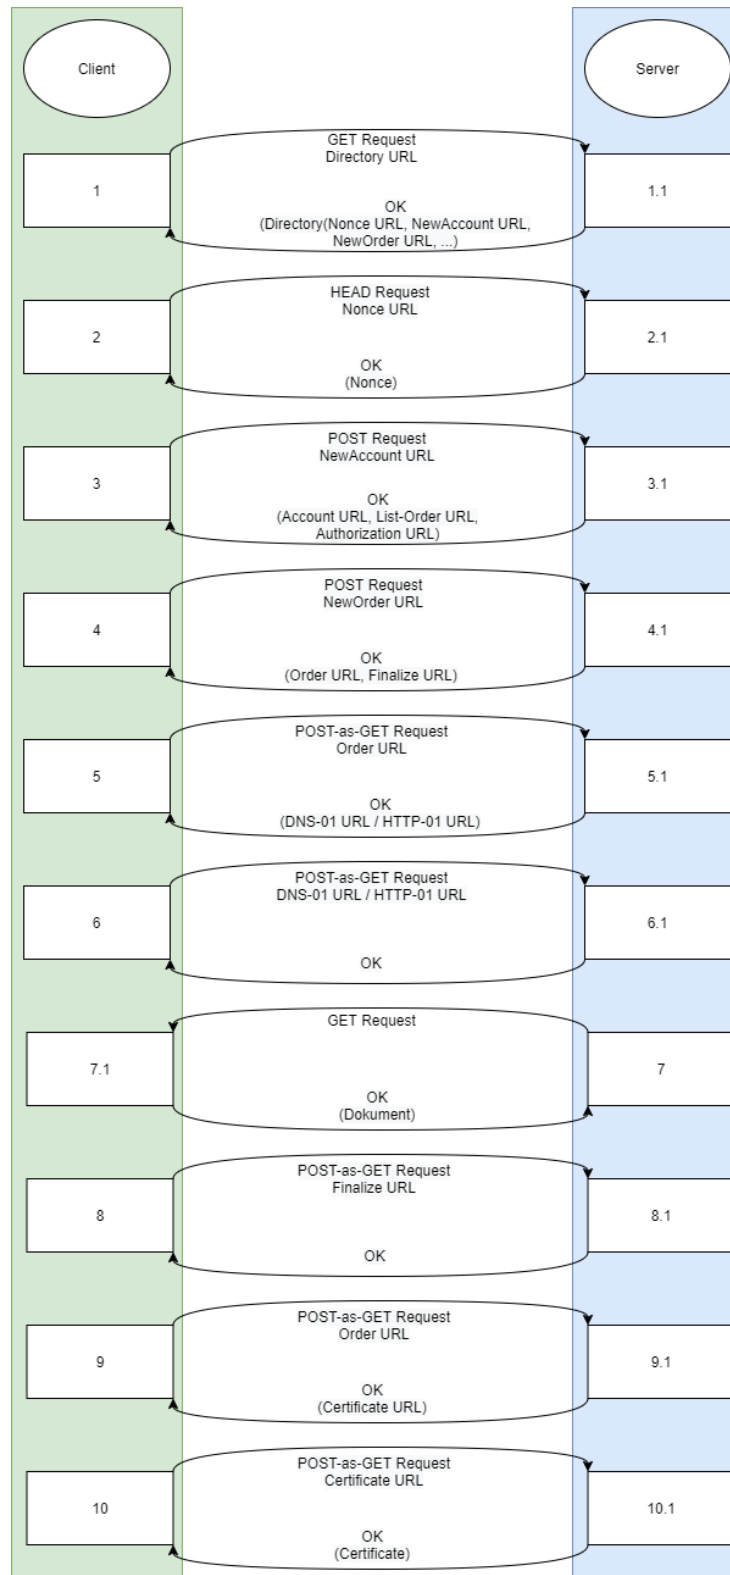 Client
Server
GET Request
Directory URL
1
1.1
OK
(Directory(Nonce URL, NewAccount URL,
NewOrder URL, ...)
HEAD Request
Nonce URL
2
2.1
OK
(Nonce)
POST Request
NewAccount URL
3
3.1
OK
(Account URL, List-Order URL,
Authorization URL)
POST Request
NewOrder URL
4
4.1
OK
(Order URL, Finalize URL)
POST-as-GET Request
Order URL
5
5.1
OK
(DNS-01 URL / HTTP-01 URL)
POST-as-GET Request
DNS-01 URL / HTTP-01 URL
6
6.1
OK
GET Request
7.1
7
OK
(Dokument)
POST-as-GET Request
Finalize URL
8
8.1
OK
POST-as-GET Request
Order URL
9
9.1
OK
(Certificate URL)
POST-as-GET Request
Certificate URL
10
10.1
OK
(Certificate)